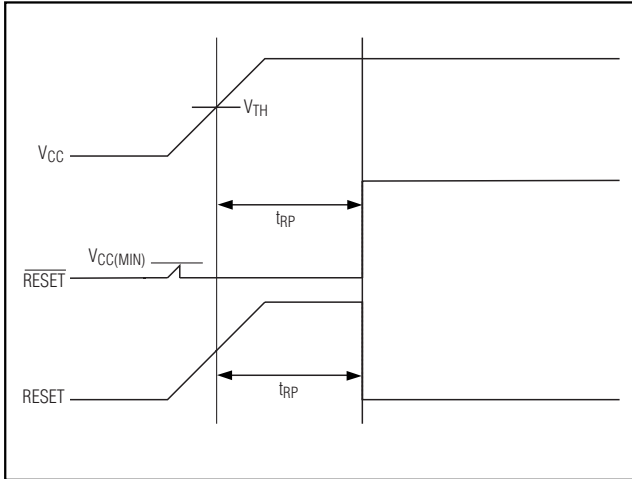 VTH
VCC
tRP
VCC(MIN)
RESET
RESET
tRP